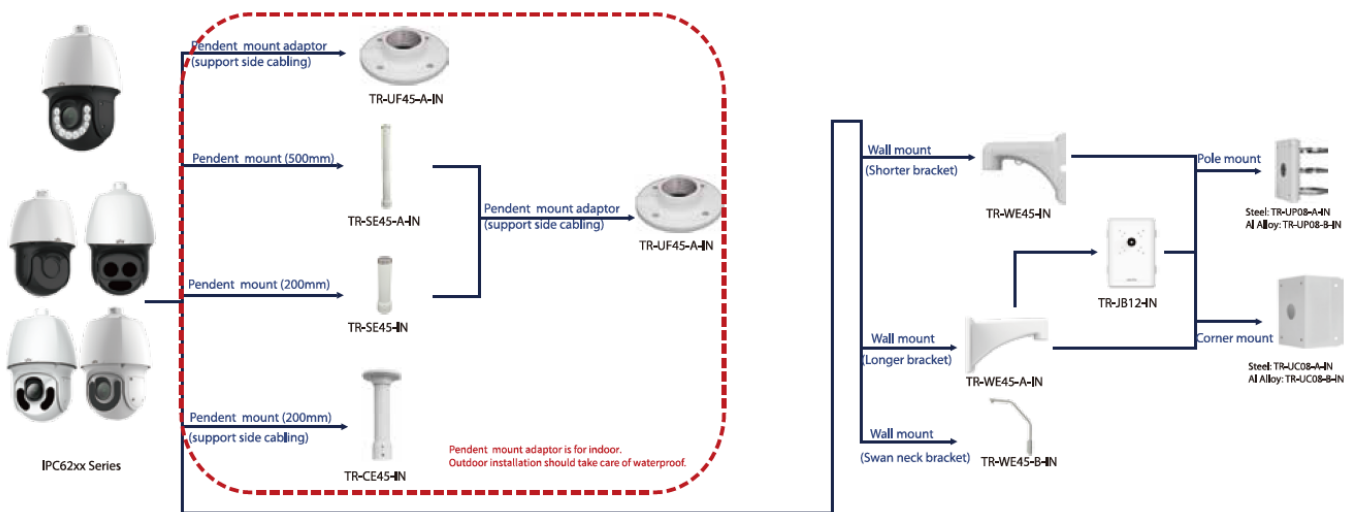 Pendent mount adaptor
(support side cabling)
TR-UF45-A-IN
Pendent mount (500mm)
TR-SE45-A-IN
Pendent mount adaptor
(support side cabling)
TR-UF45-A-IN
Pendent mount (200mm)
TR-SE45-IN
Pendent mount (200mm)
(support side cabling)
TR-CE45-IN
Pendent mount adaptor is for indoor.
Outdoor installation should take care of waterproof.
IPC62xx Series
Wall mount
(Shorter bracket)
TR-WE45-IN
Pole mount
Steel: TR-UP08-A-IN
Al Alloy: TR-UP08-B-IN
TR-JB12-IN
Wall mount
(Longer bracket)
TR-WE45-A-IN
Corner mount
Steel: TR-UC08-A-IN
Al Alloy: TR-UC08-B-IN
Wall mount
(Swan neck bracket)
TR-WE45-B-IN